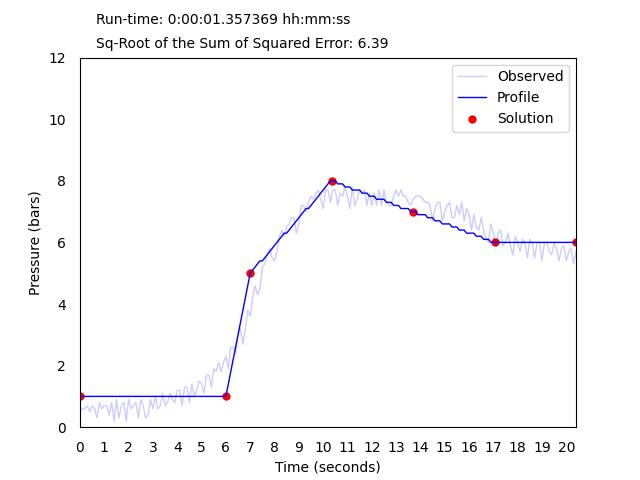 Run-time: 0:00:01.357369 hh:mm:ss
Sq-Root of the Sum of Squared Error: 6.39
12
10
8
6
4
2
0
Pressure (bars)
Observed
Profile
Solution
0 1 2 3 4 5 6 7 8 9 10 11 12 13 14 15 16 17 18 19 20
Time (seconds)